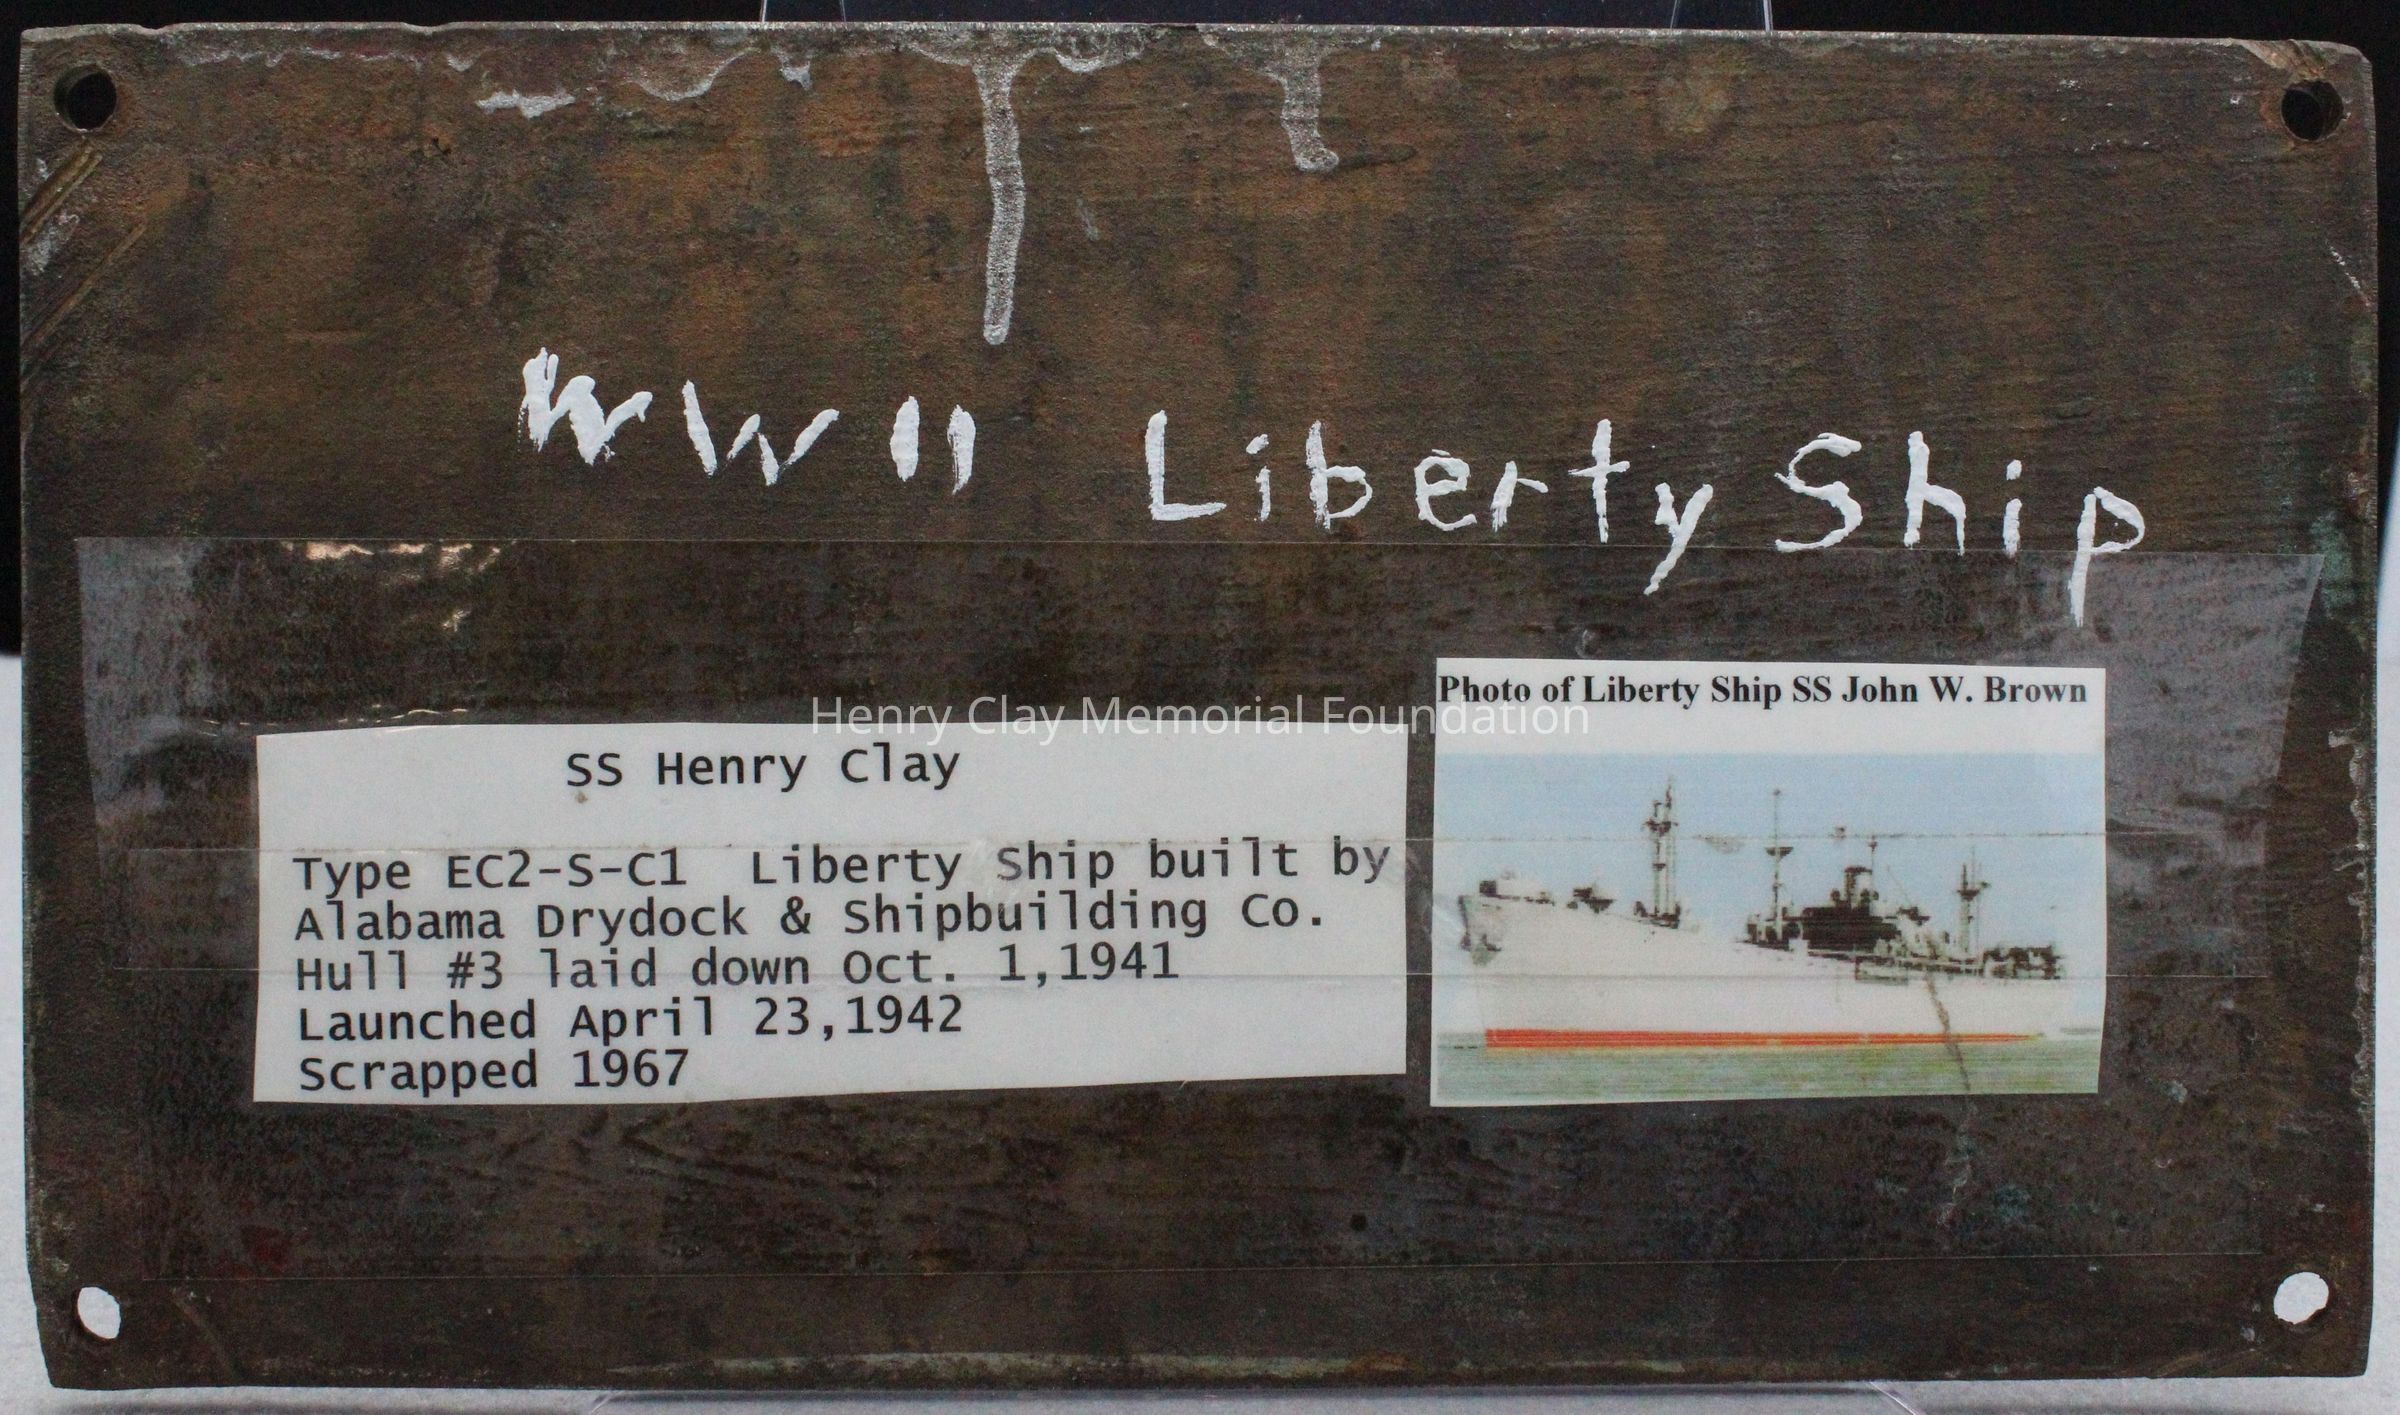 WWII Liberty Ship
Photo of Liberty Ship SS John W. Brown
Henry Clay Memorial Foundation
SS Henry Clay
Type EC2-S-C1 Liberty Ship built by
Alabama Drydock & Shipbuilding Co.
Hull #3 laid down Oct. 1,1941
Launched April 23,1942
Scrapped 1967